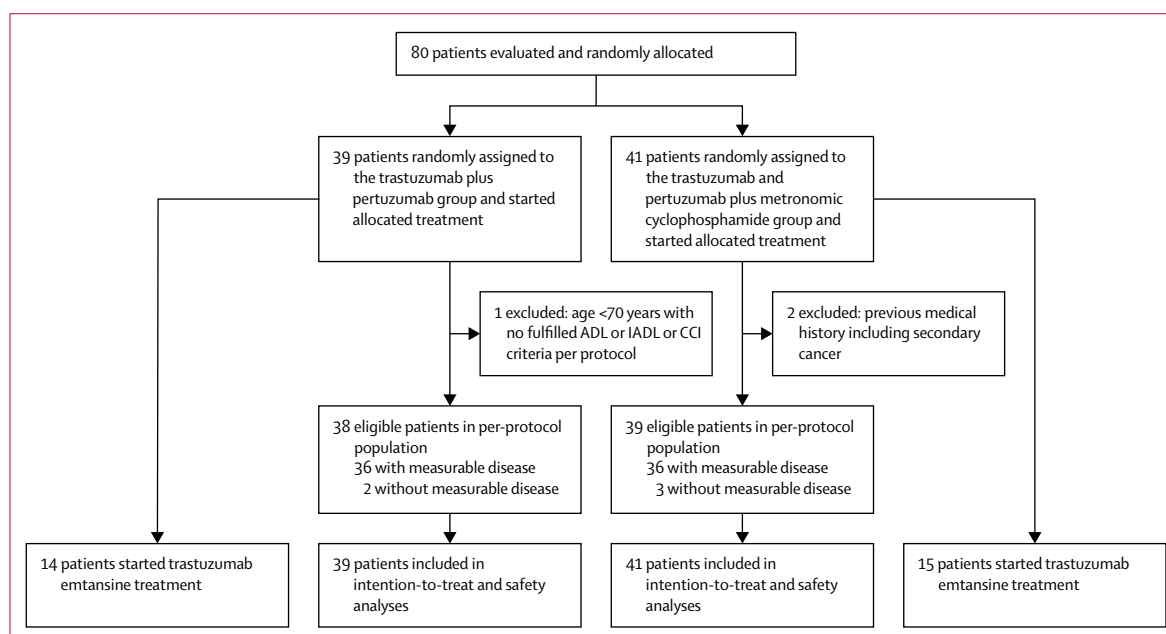 80 patients evaluated and randomly allocated
39 patients randomly assigned to
the trastuzumab plus
pertuzumab group and started
allocated treatment
41 patients randomly assigned to
the trastuzumab and
pertuzumab plus metronomic
cyclophosphamide group and
started allocated treatment
1 excluded: age <70 years with
no fulfilled ADL or IADL or CCI
criteria per protocol
2 excluded: previous medical
history including secondary
cancer
38 eligible patients in per-protocol
population
36 with measurable disease
2 without measurable disease
39 eligible patients in per-protocol
population
36 with measurable disease
3 without measurable disease
14 patients started trastuzumab
emtansine treatment
39 patients included in
intention-to-treat and safety
analyses
41 patients included in
intention-to-treat and safety
analyses
15 patients started trastuzumab
emtansine treatment